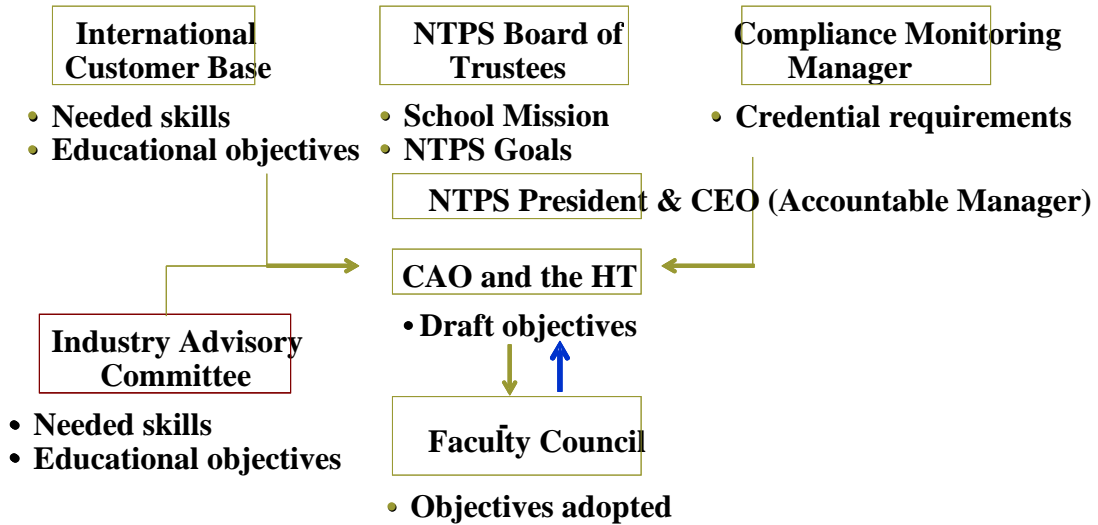 International
Customer Base
• Needed skills
• Educational objectives
NTPS Board of
Trustees
• School Mission
• NTPS Goals
Compliance Monitoring
Manager
• Credential requirements
NTPS President & CEO (Accountable Manager)
CAO and the HT
• Draft objectives
Industry Advisory
Committee
• Needed skills
• Educational objectives
Faculty Council
• Objectives adopted